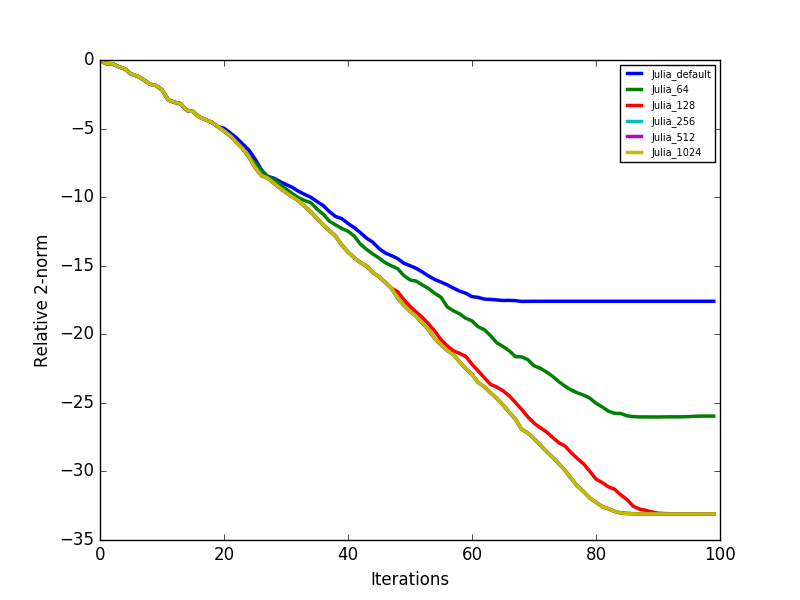 0
−5
−10
−15
−20
−25
−30
−35
Relative 2-norm
0 20 40 60 80 100
Iterations
Julia_default
Julia_64
Julia_128
Julia_256
Julia_512
Julia_1024